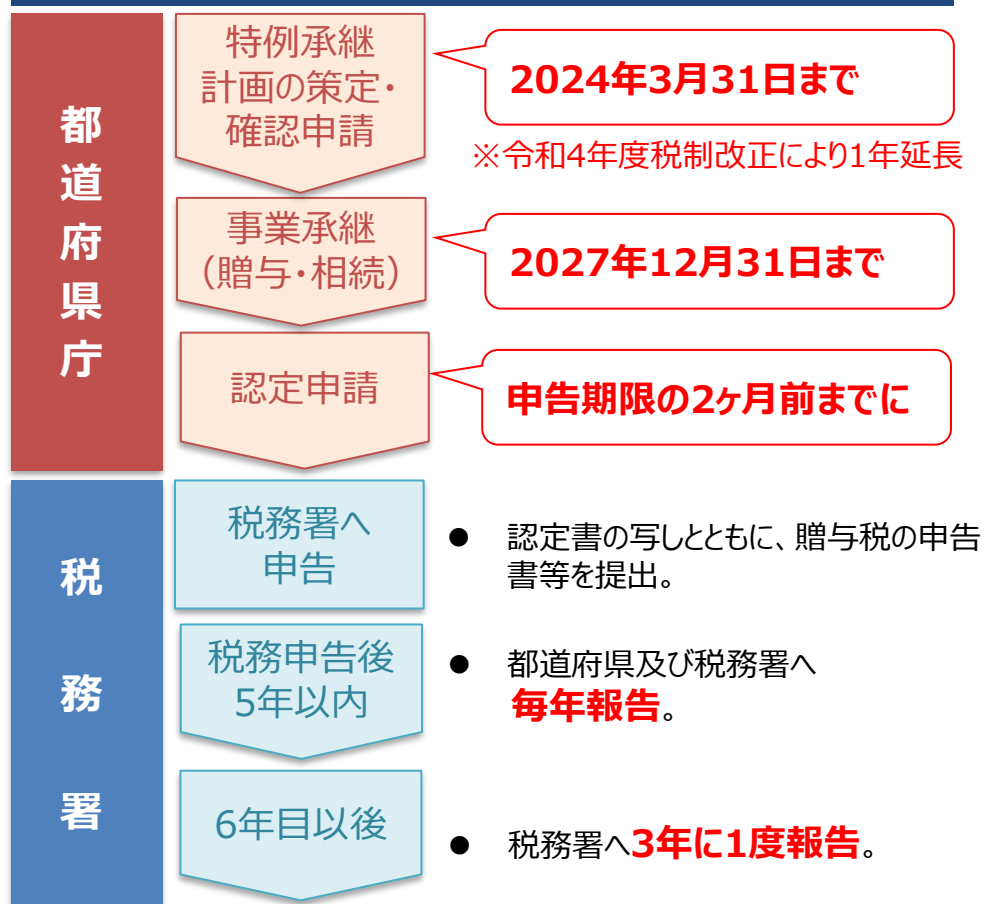 都道府県庁
特例承継
計画の策定・
確認申請
2024年3月31日まで
※令和4年度税制改正により1年延長
事業承継
（贈与・相続）
2027年12月31日まで
認定申請
申告期限の2ヶ月前までに
税務署
税務署へ
申告
● 認定書の写しとともに、贈与税の申告
書等を提出。
税務申告後
5年以内
● 都道府県及び税務署へ
毎年報告。
6年目以後
● 税務署へ3年に1度報告。